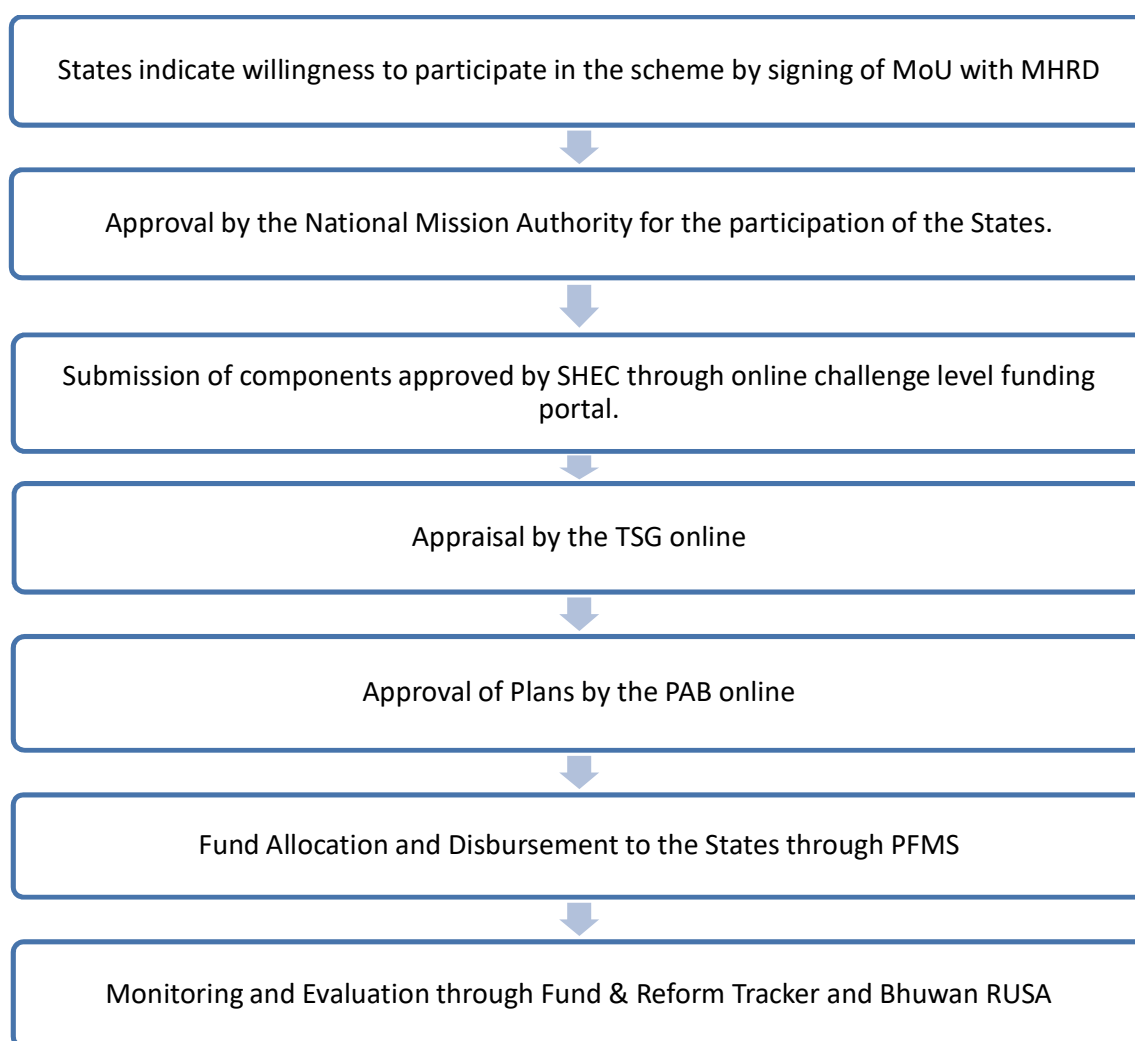 States indicate willingness to participate in the scheme by signing of MoU with MHRD
Approval by the National Mission Authority for the participation of the States.
Submission of components approved by SHEC through online challenge level funding
portal.
Appraisal by the TSG online
Approval of Plans by the PAB online
Fund Allocation and Disbursement to the States through PFMS
Monitoring and Evaluation through Fund & Reform Tracker and Bhuwan RUSA